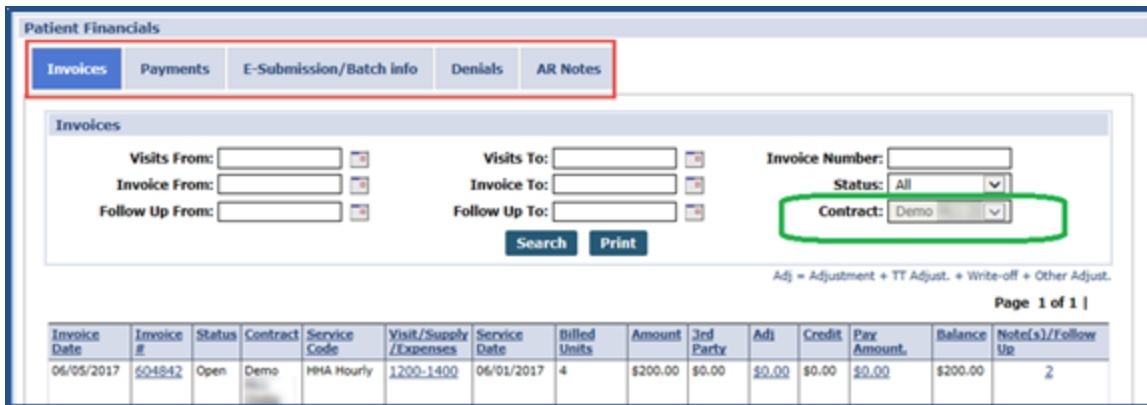 Patient Financials
Invoices Payments E-Submission/Batch info Denials AR Notes
Invoices
Visits From: Visits To: Invoice Number:
Invoice From: Invoice To: Status: All
Follow Up From: Follow Up To: Contract: Demo
Search Print
Adj = Adjustment + TT Adjust. + Write-off + Other Adjust.
Page 1 of 1 |
Invoice Date Invoice # Status Contract Service Code Visit/Supply /Expenses Service Date Billed Units Amount 3rd Party Adj Credit Pay Amount. Balance Note(s)/Follow Up
06/05/2017 604842 Open Demo HHA Hourly 1200-1400 06/01/2017 4 $200.00 $0.00 $0.00 $0.00 $0.00 $200.00 2